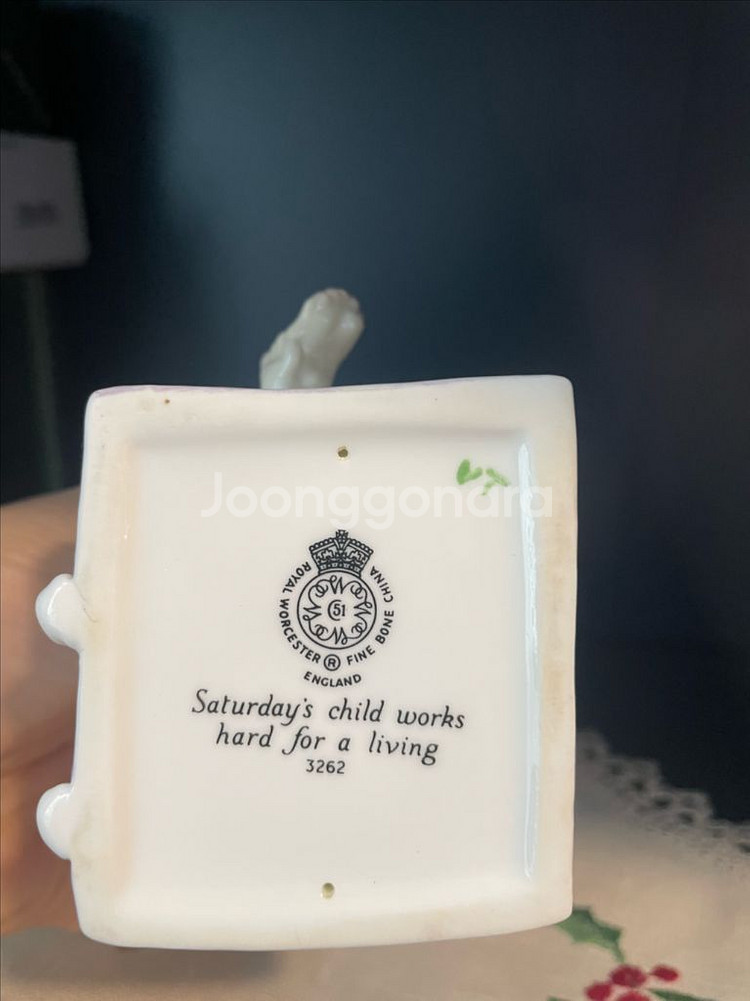 Joonggonara
ROYAL WORCESTER ® FINE BONE CHINA
51
ENGLAND
Saturday's child works
hard for a living
3262